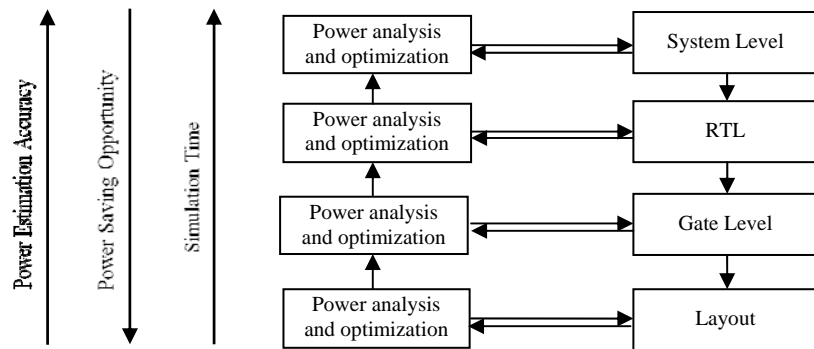 Power Estimation Accuracy
Power Saving Opportunity
Simulation Time
Power analysis
and optimization
System Level
Power analysis
and optimization
RTL
Power analysis
and optimization
Gate Level
Power analysis
and optimization
Layout